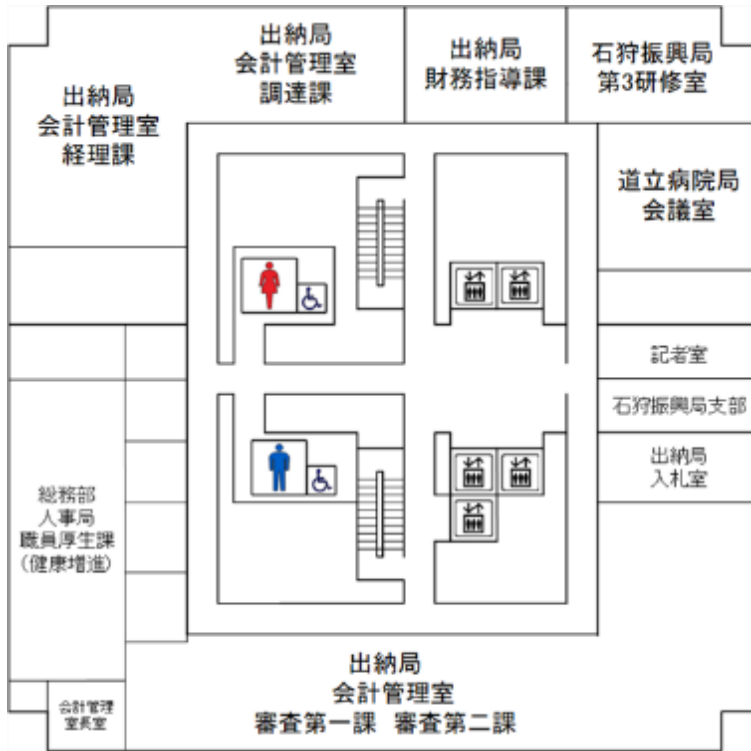 出納局
会計管理室
経理課
出納局
会計管理室
調達課
出納局
財務指導課
石狩振興局
第3研修室
道立病院局
会議室
記者室
石狩振興局支部
出納局
入札室
総務部
人事局
職員厚生課
(健康増進)
会計管理
室長室
出納局
会計管理室
審査第一課 審査第二課